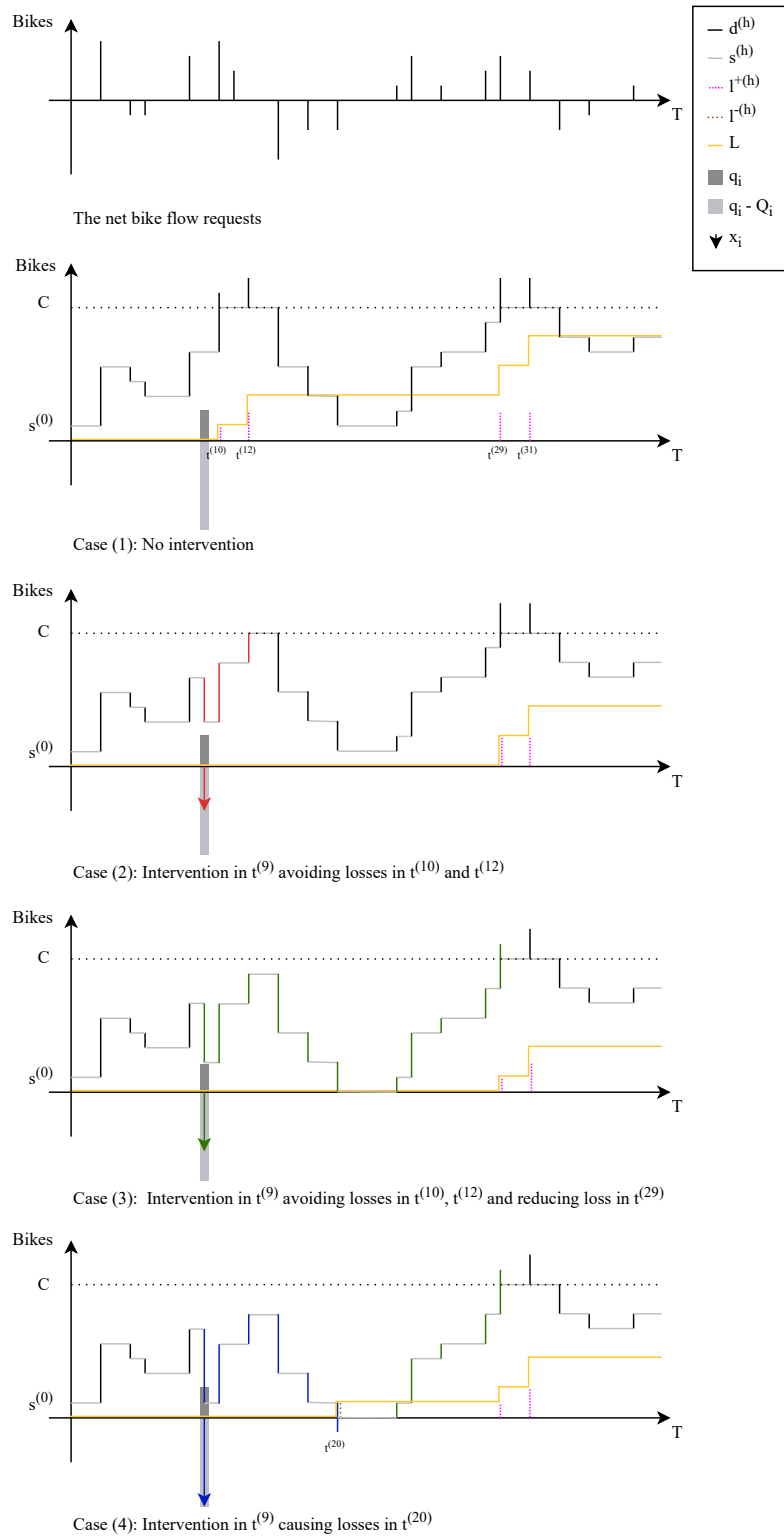 Bikes
T
The net bike flow requests
d(h)
s(h)
l+(h)
l-(h)
L
qi
qi - Qi
xi
Bikes
C
s(0)
t(10) t(12) t(29) t(31)
T
Case (1): No intervention
Bikes
C
s(0)
T
Case (2): Intervention in t(9) avoiding losses in t(10) and t(12)
Bikes
C
s(0)
T
Case (3): Intervention in t(9) avoiding losses in t(10), t(12) and reducing loss in t(29)
Bikes
C
s(0)
T
t(20)
Case (4): Intervention in t(9) causing losses in t(20)